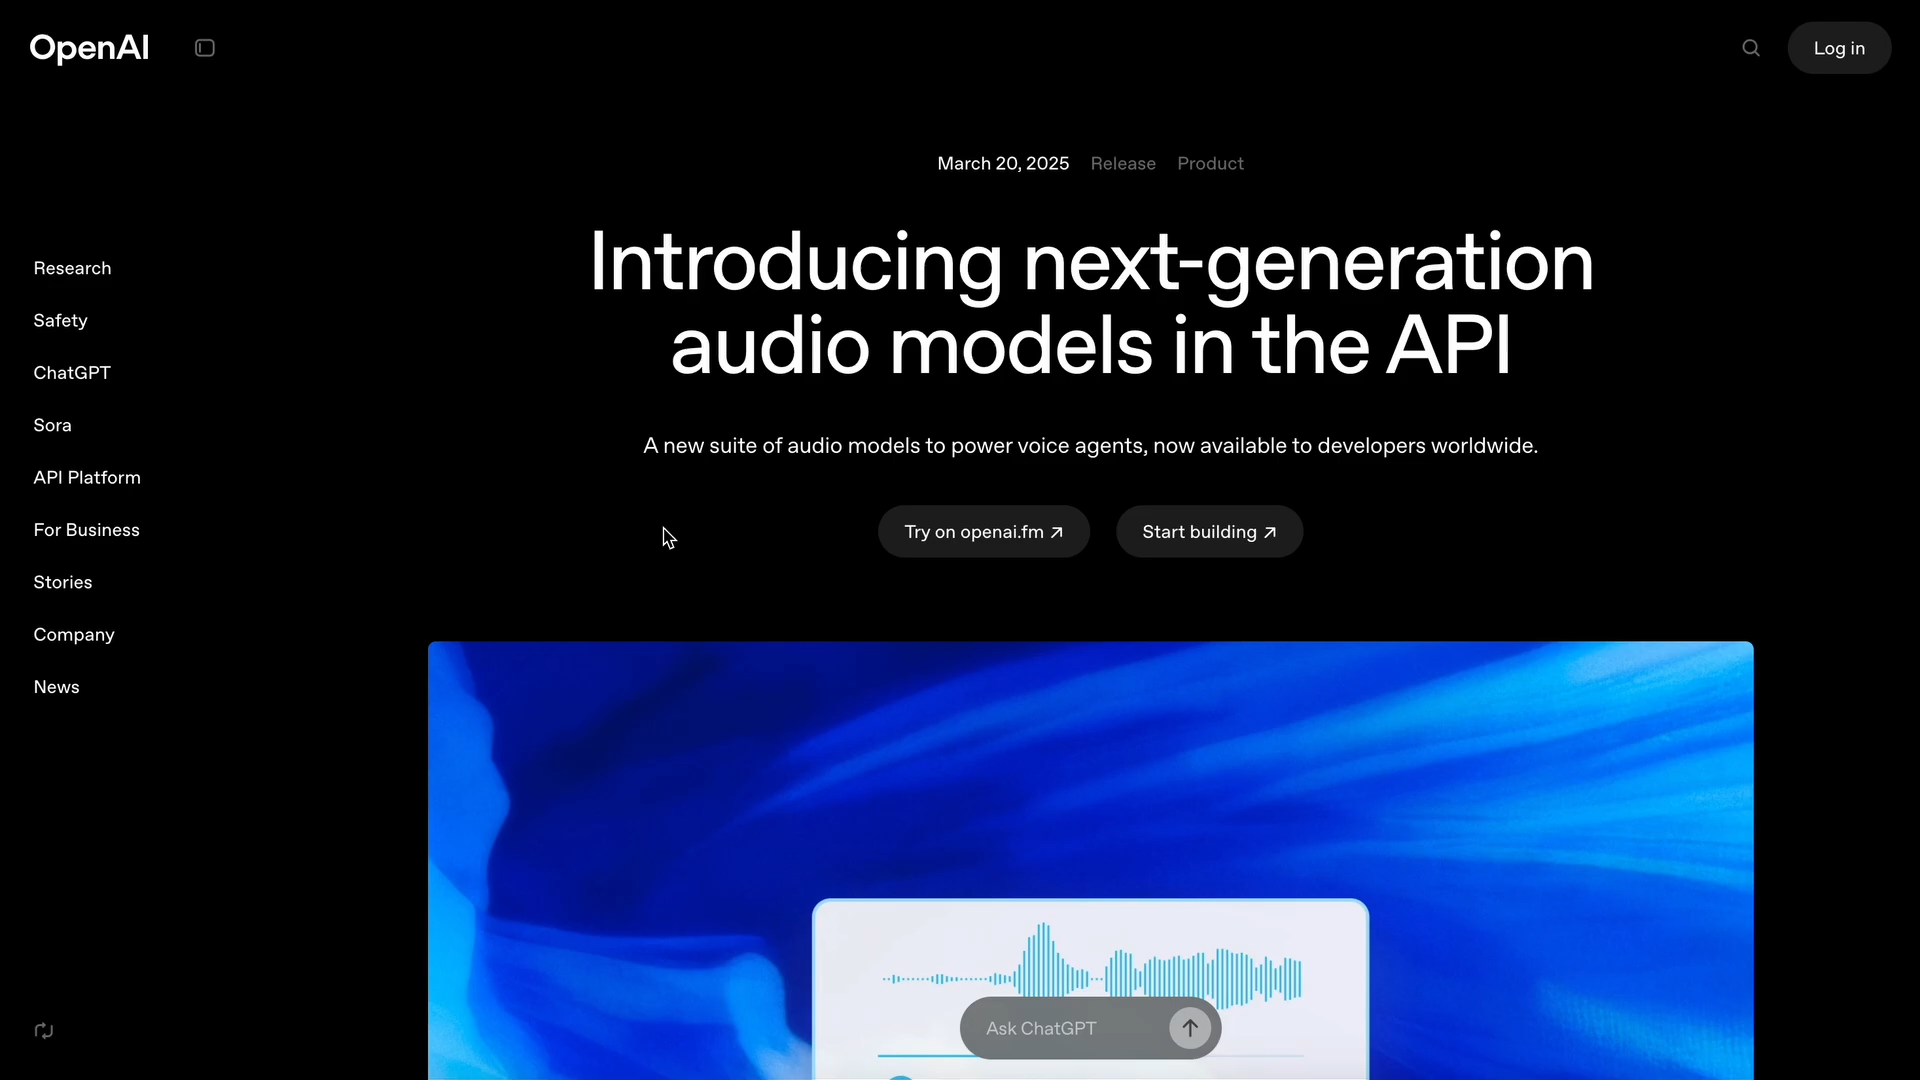 OpenAI
Log in
March 20, 2025 Release Product
Introducing next-generation
audio models in the API
A new suite of audio models to power voice agents, now available to developers worldwide.
Try on openai.fm ↗
Start building ↗
Research
Safety
ChatGPT
Sora
API Platform
For Business
Stories
Company
News
Ask ChatGPT